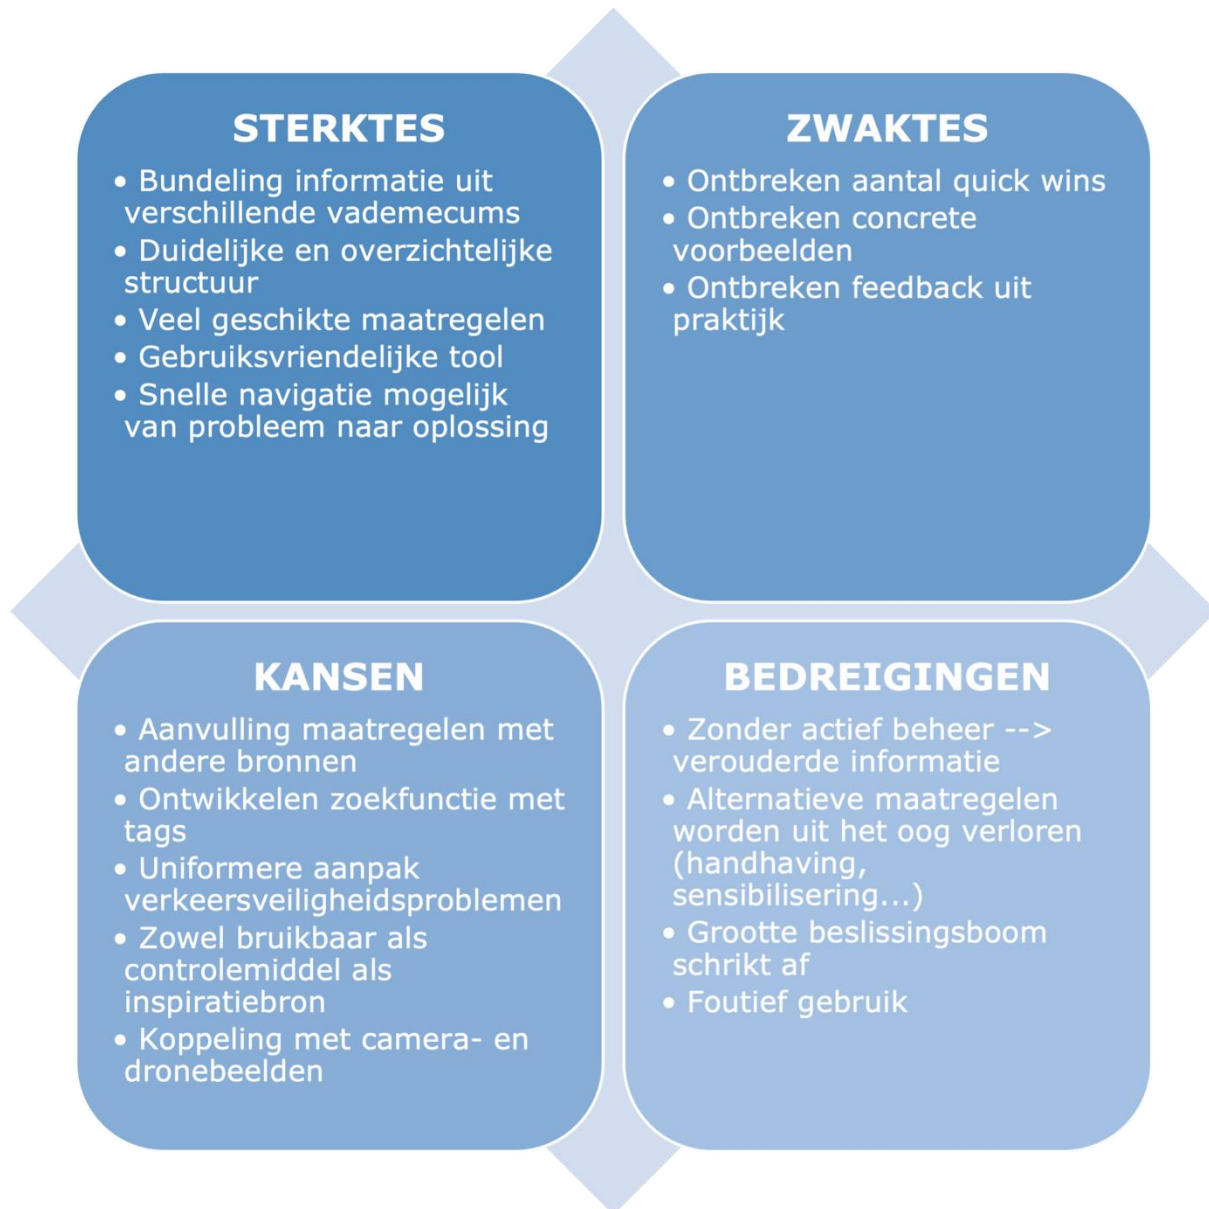 STERKTES
• Bundeling informatie uit
verschillende vademecums
• Duidelijke en overzichtelijke
structuur
• Veel geschikte maatregelen
• Gebruiksvriendelijke tool
• Snelle navigatie mogelijk
van probleem naar oplossing
ZWAKTES
• Ontbreken aantal quick wins
• Ontbreken concrete
voorbeelden
• Ontbreken feedback uit
praktijk
KANSEN
• Aanvulling maatregelen met
andere bronnen
• Ontwikkelen zoekfunctie met
tags
• Uniformere aanpak
verkeersveiligheidsproblemen
• Zowel bruikbaar als
controlemiddel als
inspiratiebron
• Koppeling met camera- en
dronebeelden
BEDREIGINGEN
• Zonder actief beheer -->
verouderde informatie
• Alternatieve maatregelen
worden uit het oog verloren
(handhaving,
sensibilisering...)
• Grootte beslissingsboom
schrikt af
• Foutief gebruik